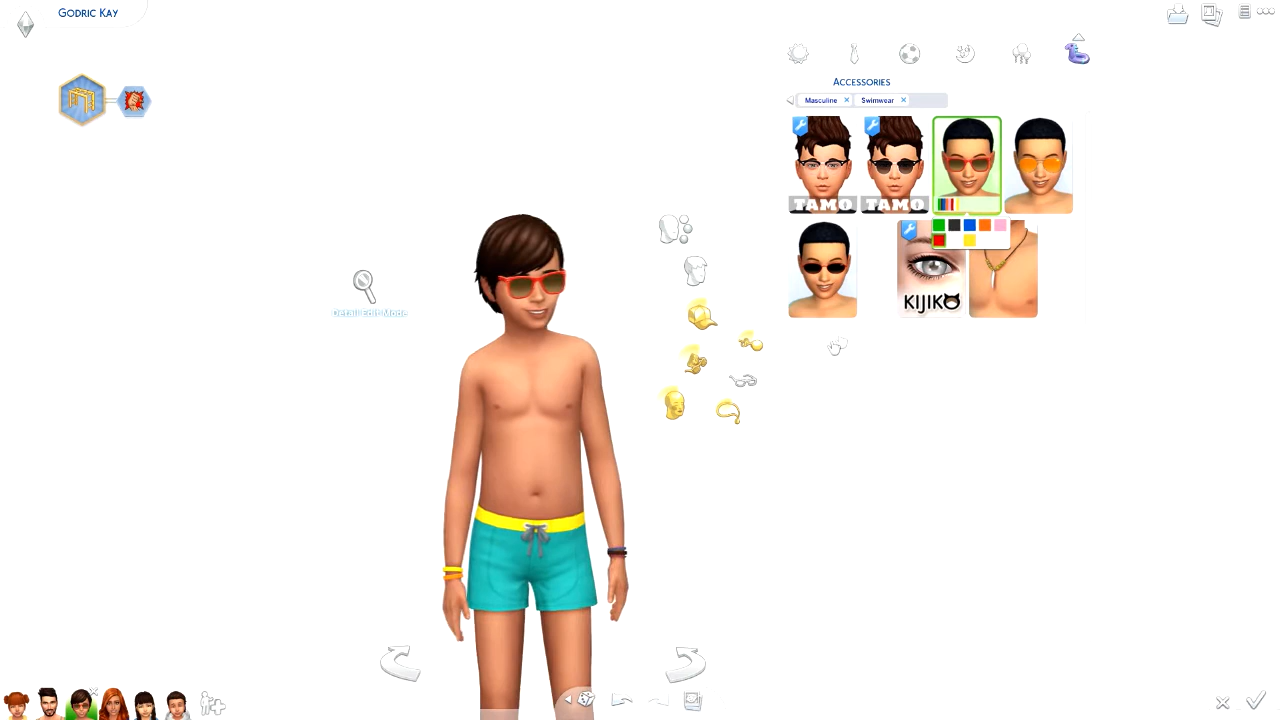 Godric Kay
Accessories
Masculine
Swimwear
TAMO
TAMO
KIJIKO
Detail Edit Mode